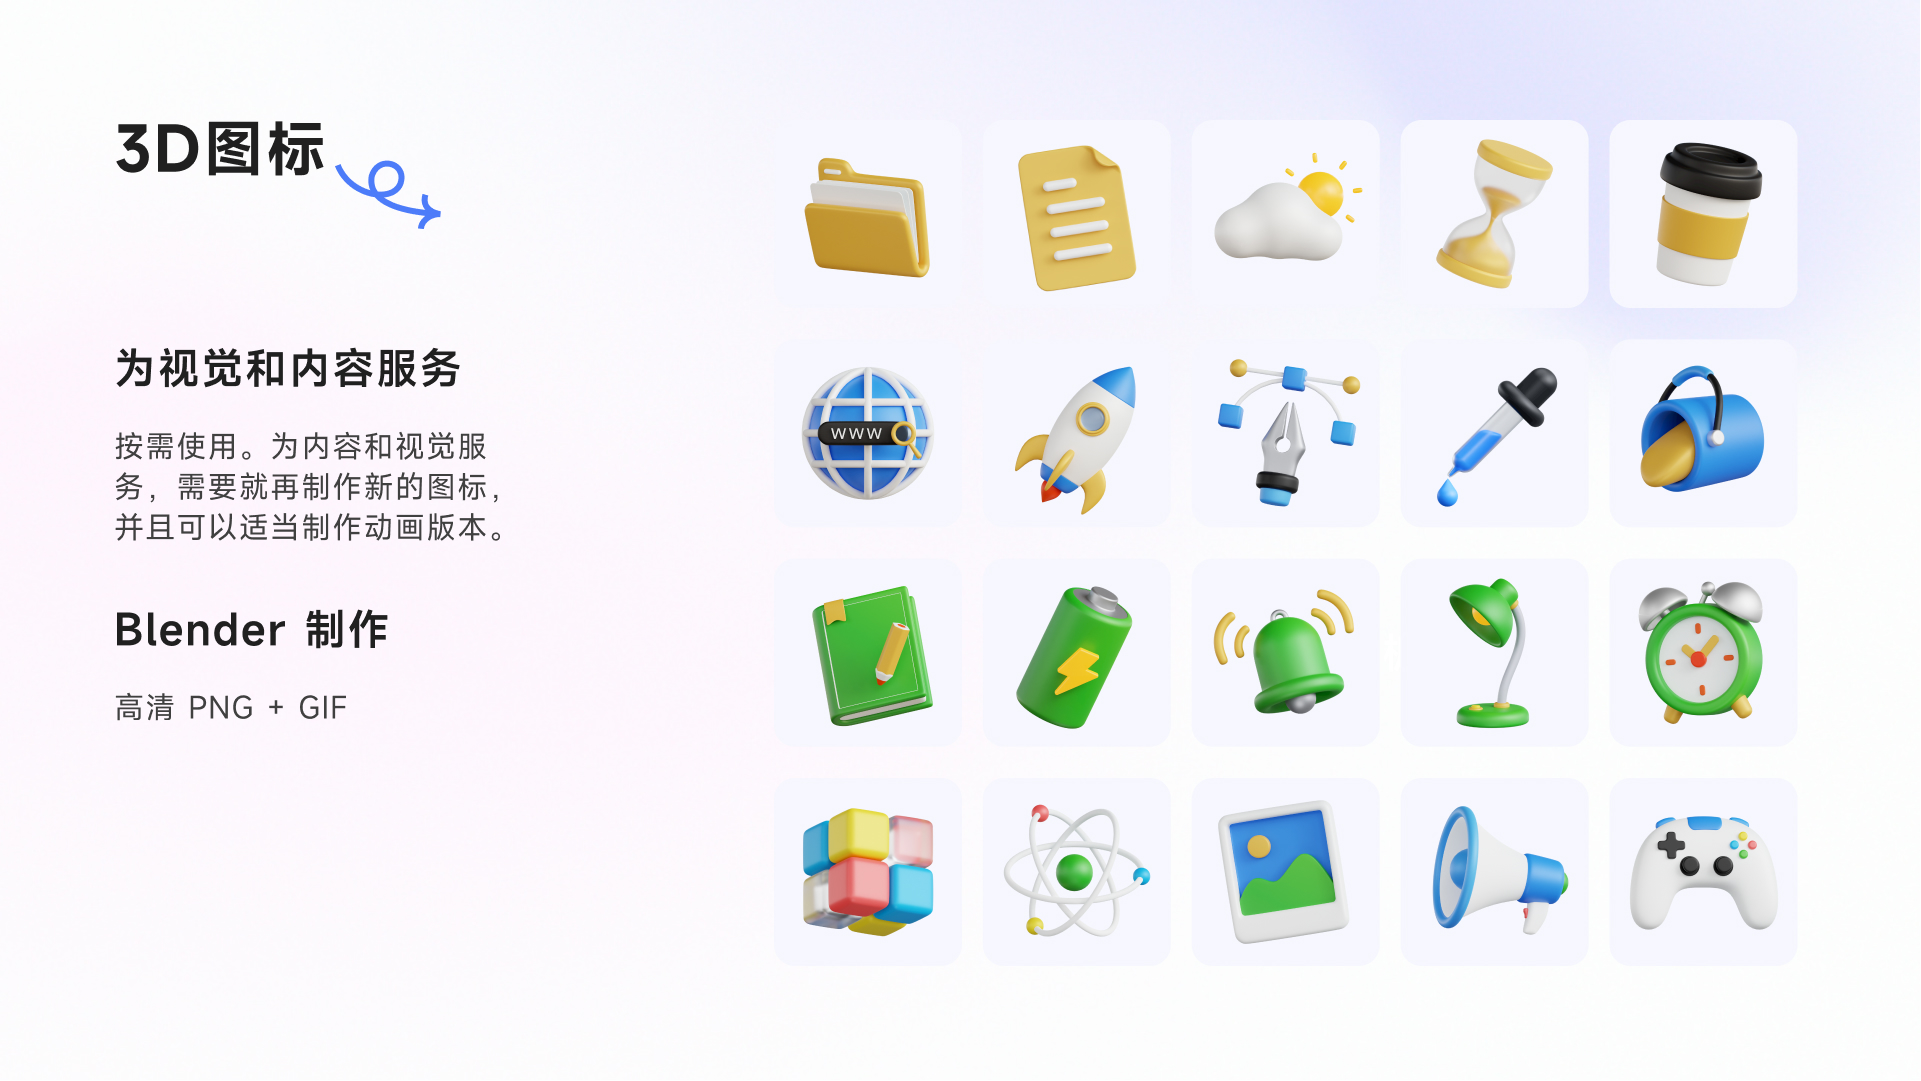 3D图标
为视觉和内容服务
按需使用。为内容和视觉服
务，需要就再制作新的图标，
并且可以适当制作动画版本。
Blender 制作
高清 PNG + GIF
WWW